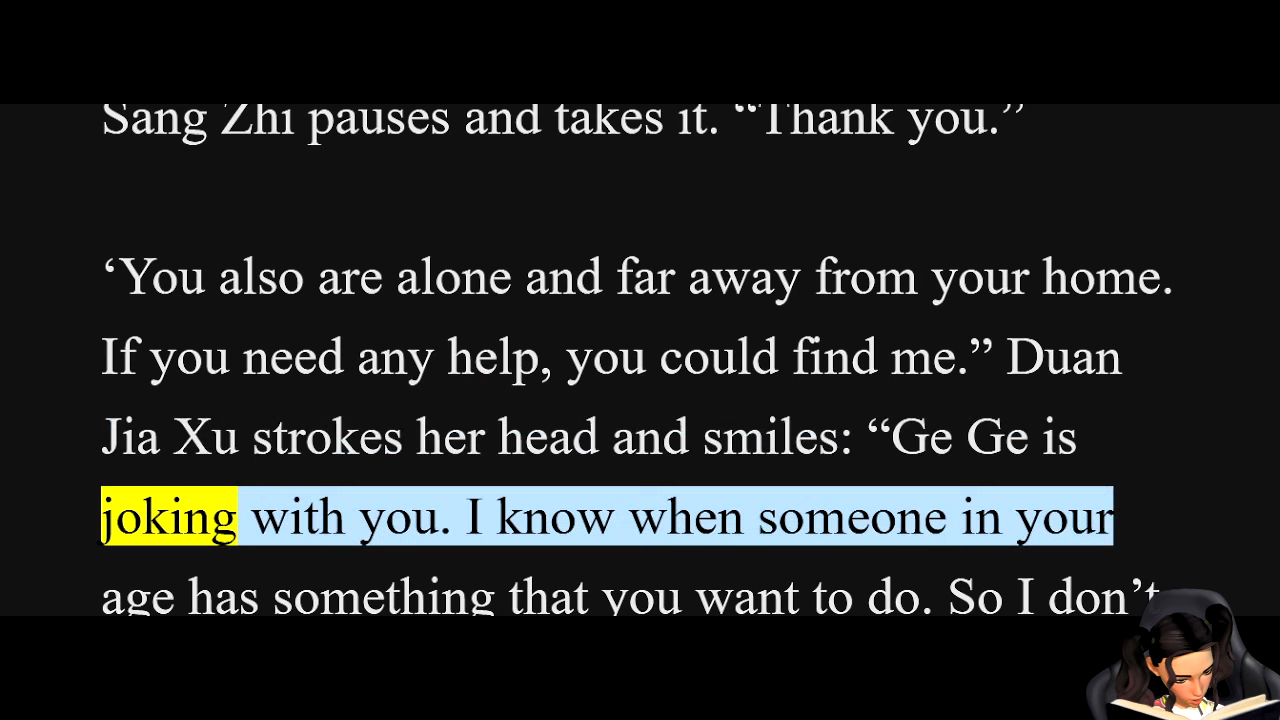 Sang Zhi pauses and takes it. “Thank you.”
‘You also are alone and far away from your home.
If you need any help, you could find me.” Duan
Jia Xu strokes her head and smiles: “Ge Ge is
joking with you. I know when someone in your
age has something that you want to do. So I don’t